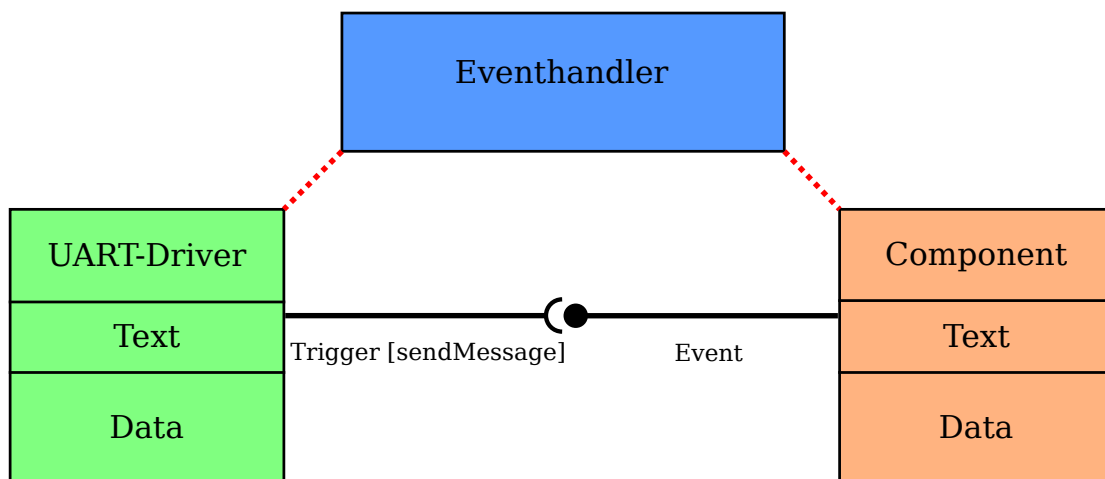 Eventhandler
UART-Driver
Component
Text
Text
Trigger [sendMessage]
Event
Data
Data